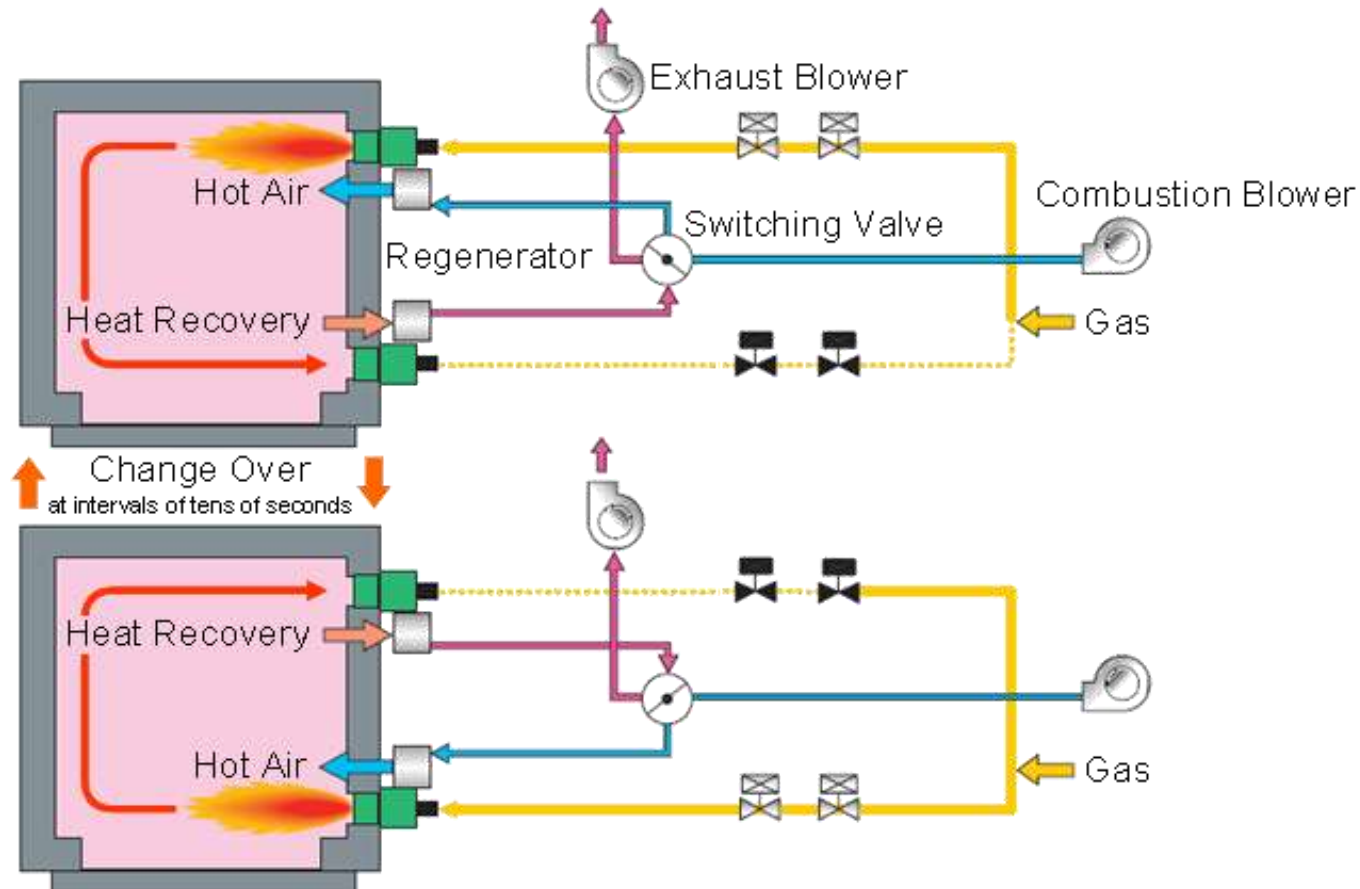 Exhaust Blower
Hot Air
Combustion Blower
Switching Valve
Regenerator
Heat Recovery
Gas
Change Over
at intervals of tens of seconds
Heat Recovery
Hot Air
Gas